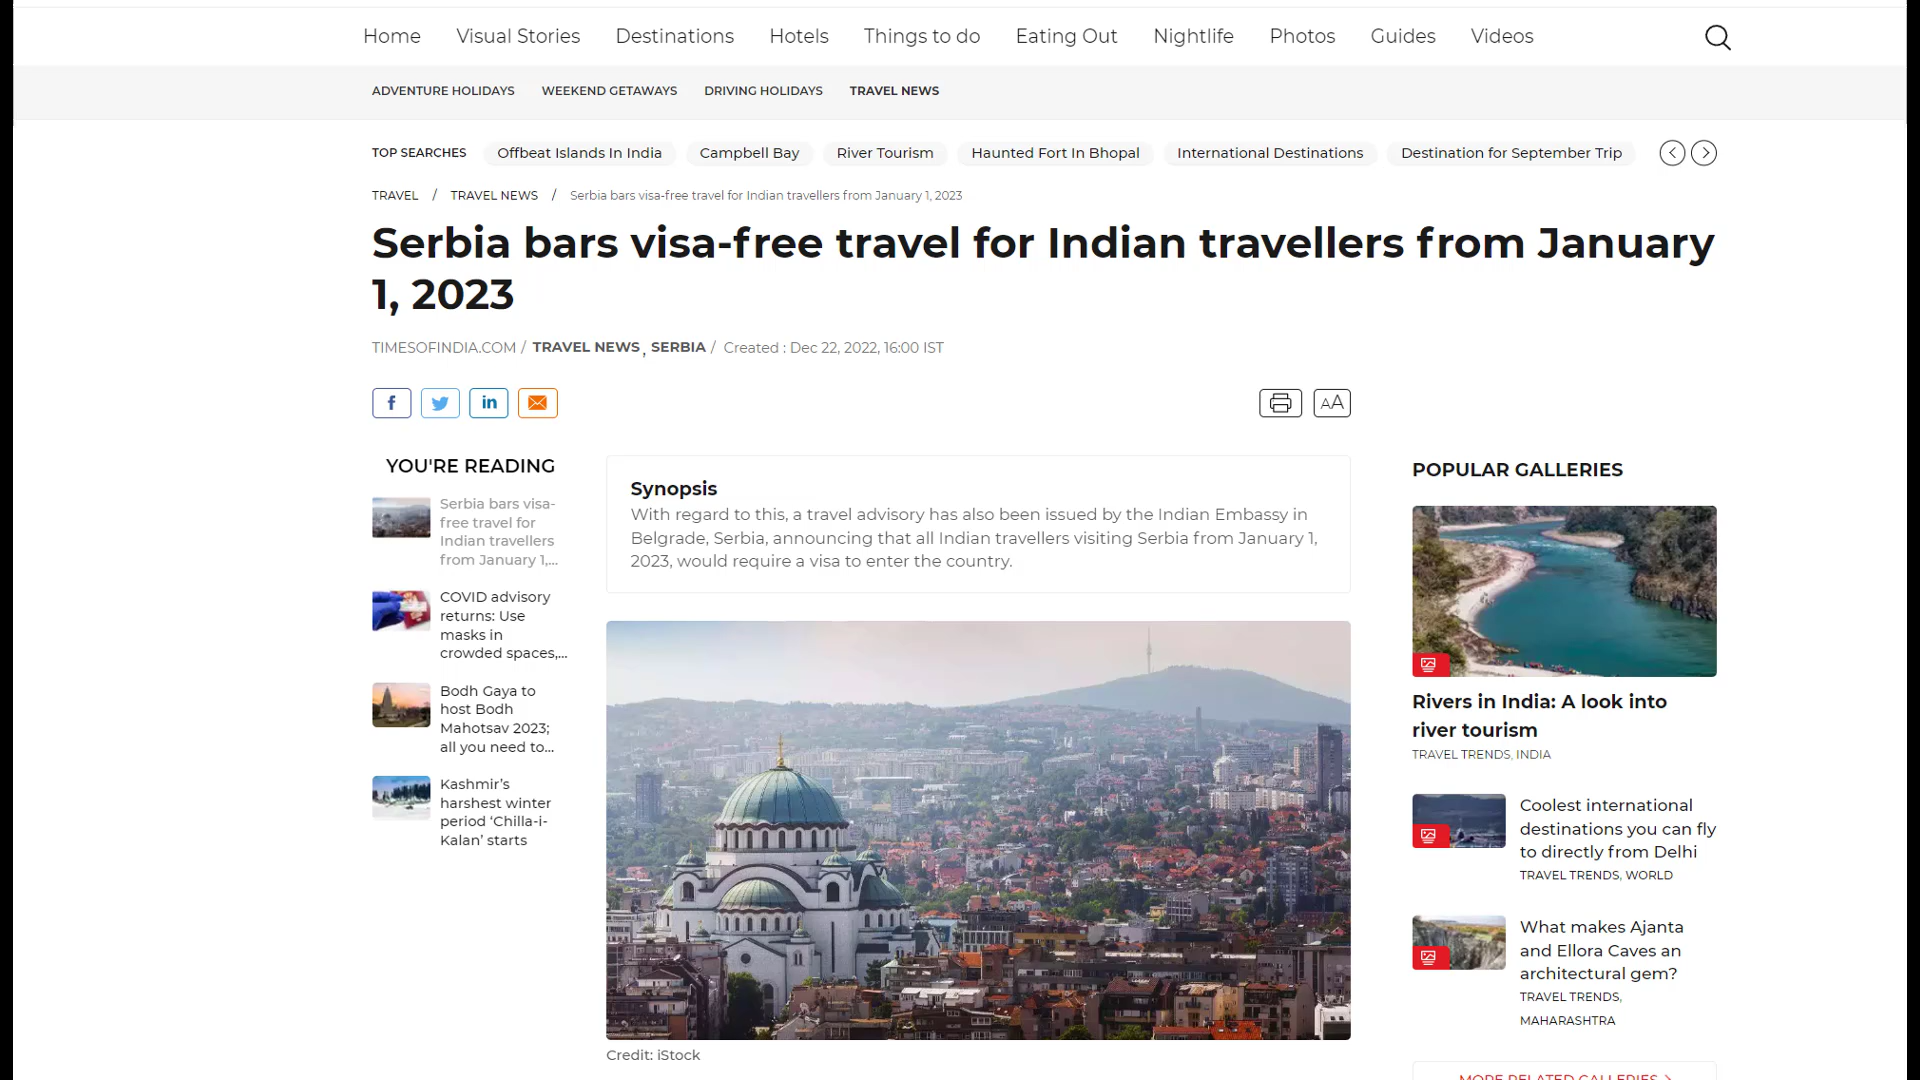 Home Visual Stories Destinations Hotels Things to do Eating Out Nightlife Photos Guides Videos
ADVENTURE HOLIDAYS WEEKEND GETAWAYS DRIVING HOLIDAYS TRAVEL NEWS
TOP SEARCHES Offbeat Islands In India Campbell Bay River Tourism Haunted Fort In Bhopal International Destinations Destination for September Trip
TRAVEL / TRAVEL NEWS / Serbia bars visa-free travel for Indian travellers from January 1, 2023
Serbia bars visa-free travel for Indian travellers from January
1, 2023
TIMESOFINDIA.COM / TRAVEL NEWS , SERBIA / Created : Dec 22, 2022, 16:00 IST
f in AA
YOU'RE READING
Serbia bars visa-
free travel for
Indian travellers
from January 1,...
COVID advisory
returns: Use
masks in
crowded spaces,...
Bodh Gaya to
host Bodh
Mahotsav 2023;
all you need to...
Kashmir’s
harshest winter
period ‘Chilla-i-
Kalan’ starts
Synopsis
With regard to this, a travel advisory has also been issued by the Indian Embassy in
Belgrade, Serbia, announcing that all Indian travellers visiting Serbia from January 1,
2023, would require a visa to enter the country.
Credit: iStock
POPULAR GALLERIES
Rivers in India: A look into
river tourism
TRAVEL TRENDS, INDIA
Coolest international
destinations you can fly
to directly from Delhi
TRAVEL TRENDS, WORLD
What makes Ajanta
and Ellora Caves an
architectural gem?
TRAVEL TRENDS,
MAHARASHTRA
MORE RELATED GALLERIES >